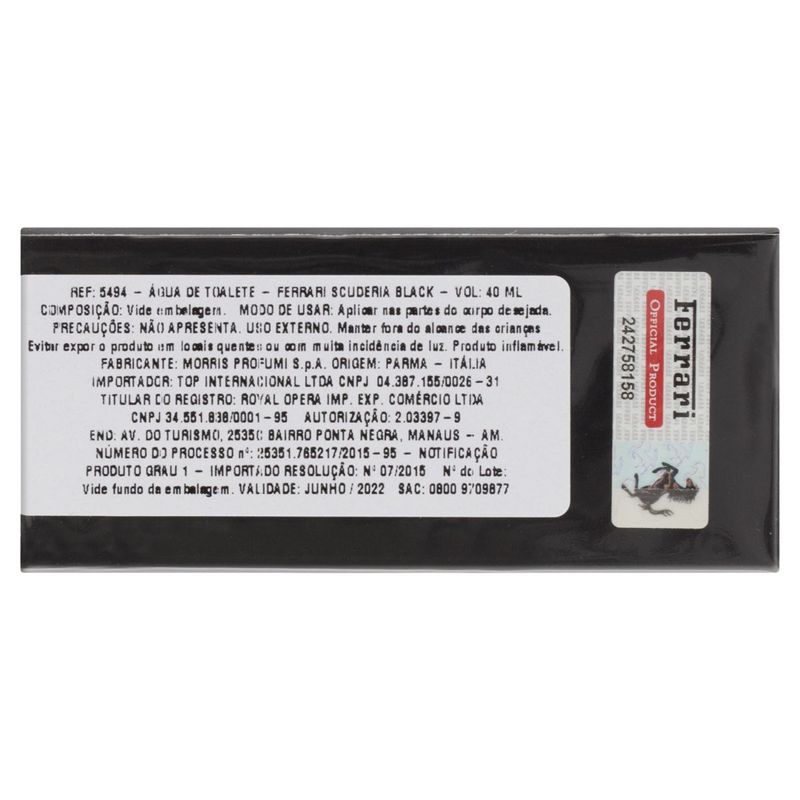 REF: 5494 – ÁGUA DE TOALETE – FERRARI SCUDERIA BLACK – VOL: 40 ML
COMPOSIÇÃO: Vide embalagem. MODO DE USAR: Aplicar nas partes do corpo desejada.
PRECAUÇÕES: NÃO APRESENTA. USO EXTERNO. Manter fora do alcance das crianças
Evitar expor o produto em locais quentes ou com muita incidência de luz. Produto inflamável.
FABRICANTE: MORRIS PROFUMI S.p.A. ORIGEM: PARMA – ITÁLIA
IMPORTADOR: TOP INTERNACIONAL LTDA CNPJ 04.387.155/0026 – 31
TITULAR DO REGISTRO: ROYAL OPERA IMP. EXP. COMÉRCIO LTDA
CNPJ 34.551.838/0001 – 95 AUTORIZAÇÃO: 2.03397 – 9
END: AV. DO TURISMO, 2535C BAIRRO PONTA NEGRA, MANAUS – AM.
NÚMERO DO PROCESSO nº: 25351.765217/2015 – 95 – NOTIFICAÇÃO
PRODUTO GRAU 1 – IMPORTADO RESOLUÇÃO: Nº 07/2015 Nº do Lote:
Vide fundo da embalagem. VALIDADE: JUNHO / 2022 SAC: 0800 9709877
Ferrari
OFFICIAL PRODUCT
242758158